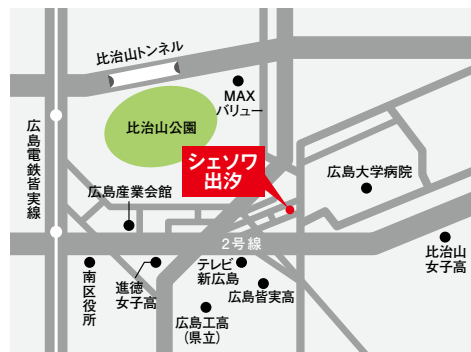 比治山トンネル
MAX
バリュー
比治山公園
広島電鉄皆実線
シェソワ
出汐
広島大学病院
広島産業会館
2号線
比治山
女子高
南区役所
進徳
女子高
テレビ
新広島
広島皆実高
広島工高
(県立)